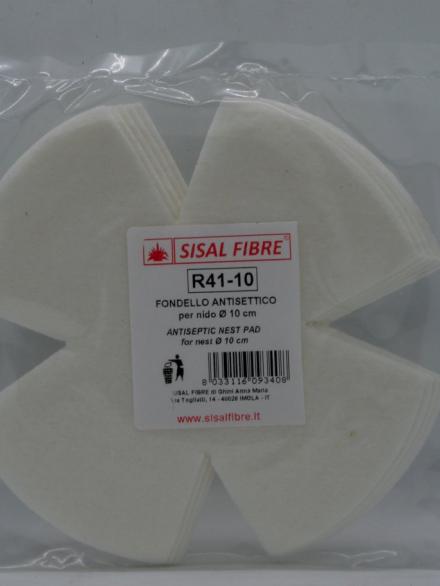 SISAL FIBRE®
R41-10
FONDELLO ANTISETTICO
per nido Ø 10 cm
ANTISEPTIC NEST PAD
for nest Ø 10 cm
8 033116 093408
SISAL FIBRE di Ghini Anna Maria
Via Togliatti, 14 - 40026 IMOLA - IT
www.sisalfibre.it